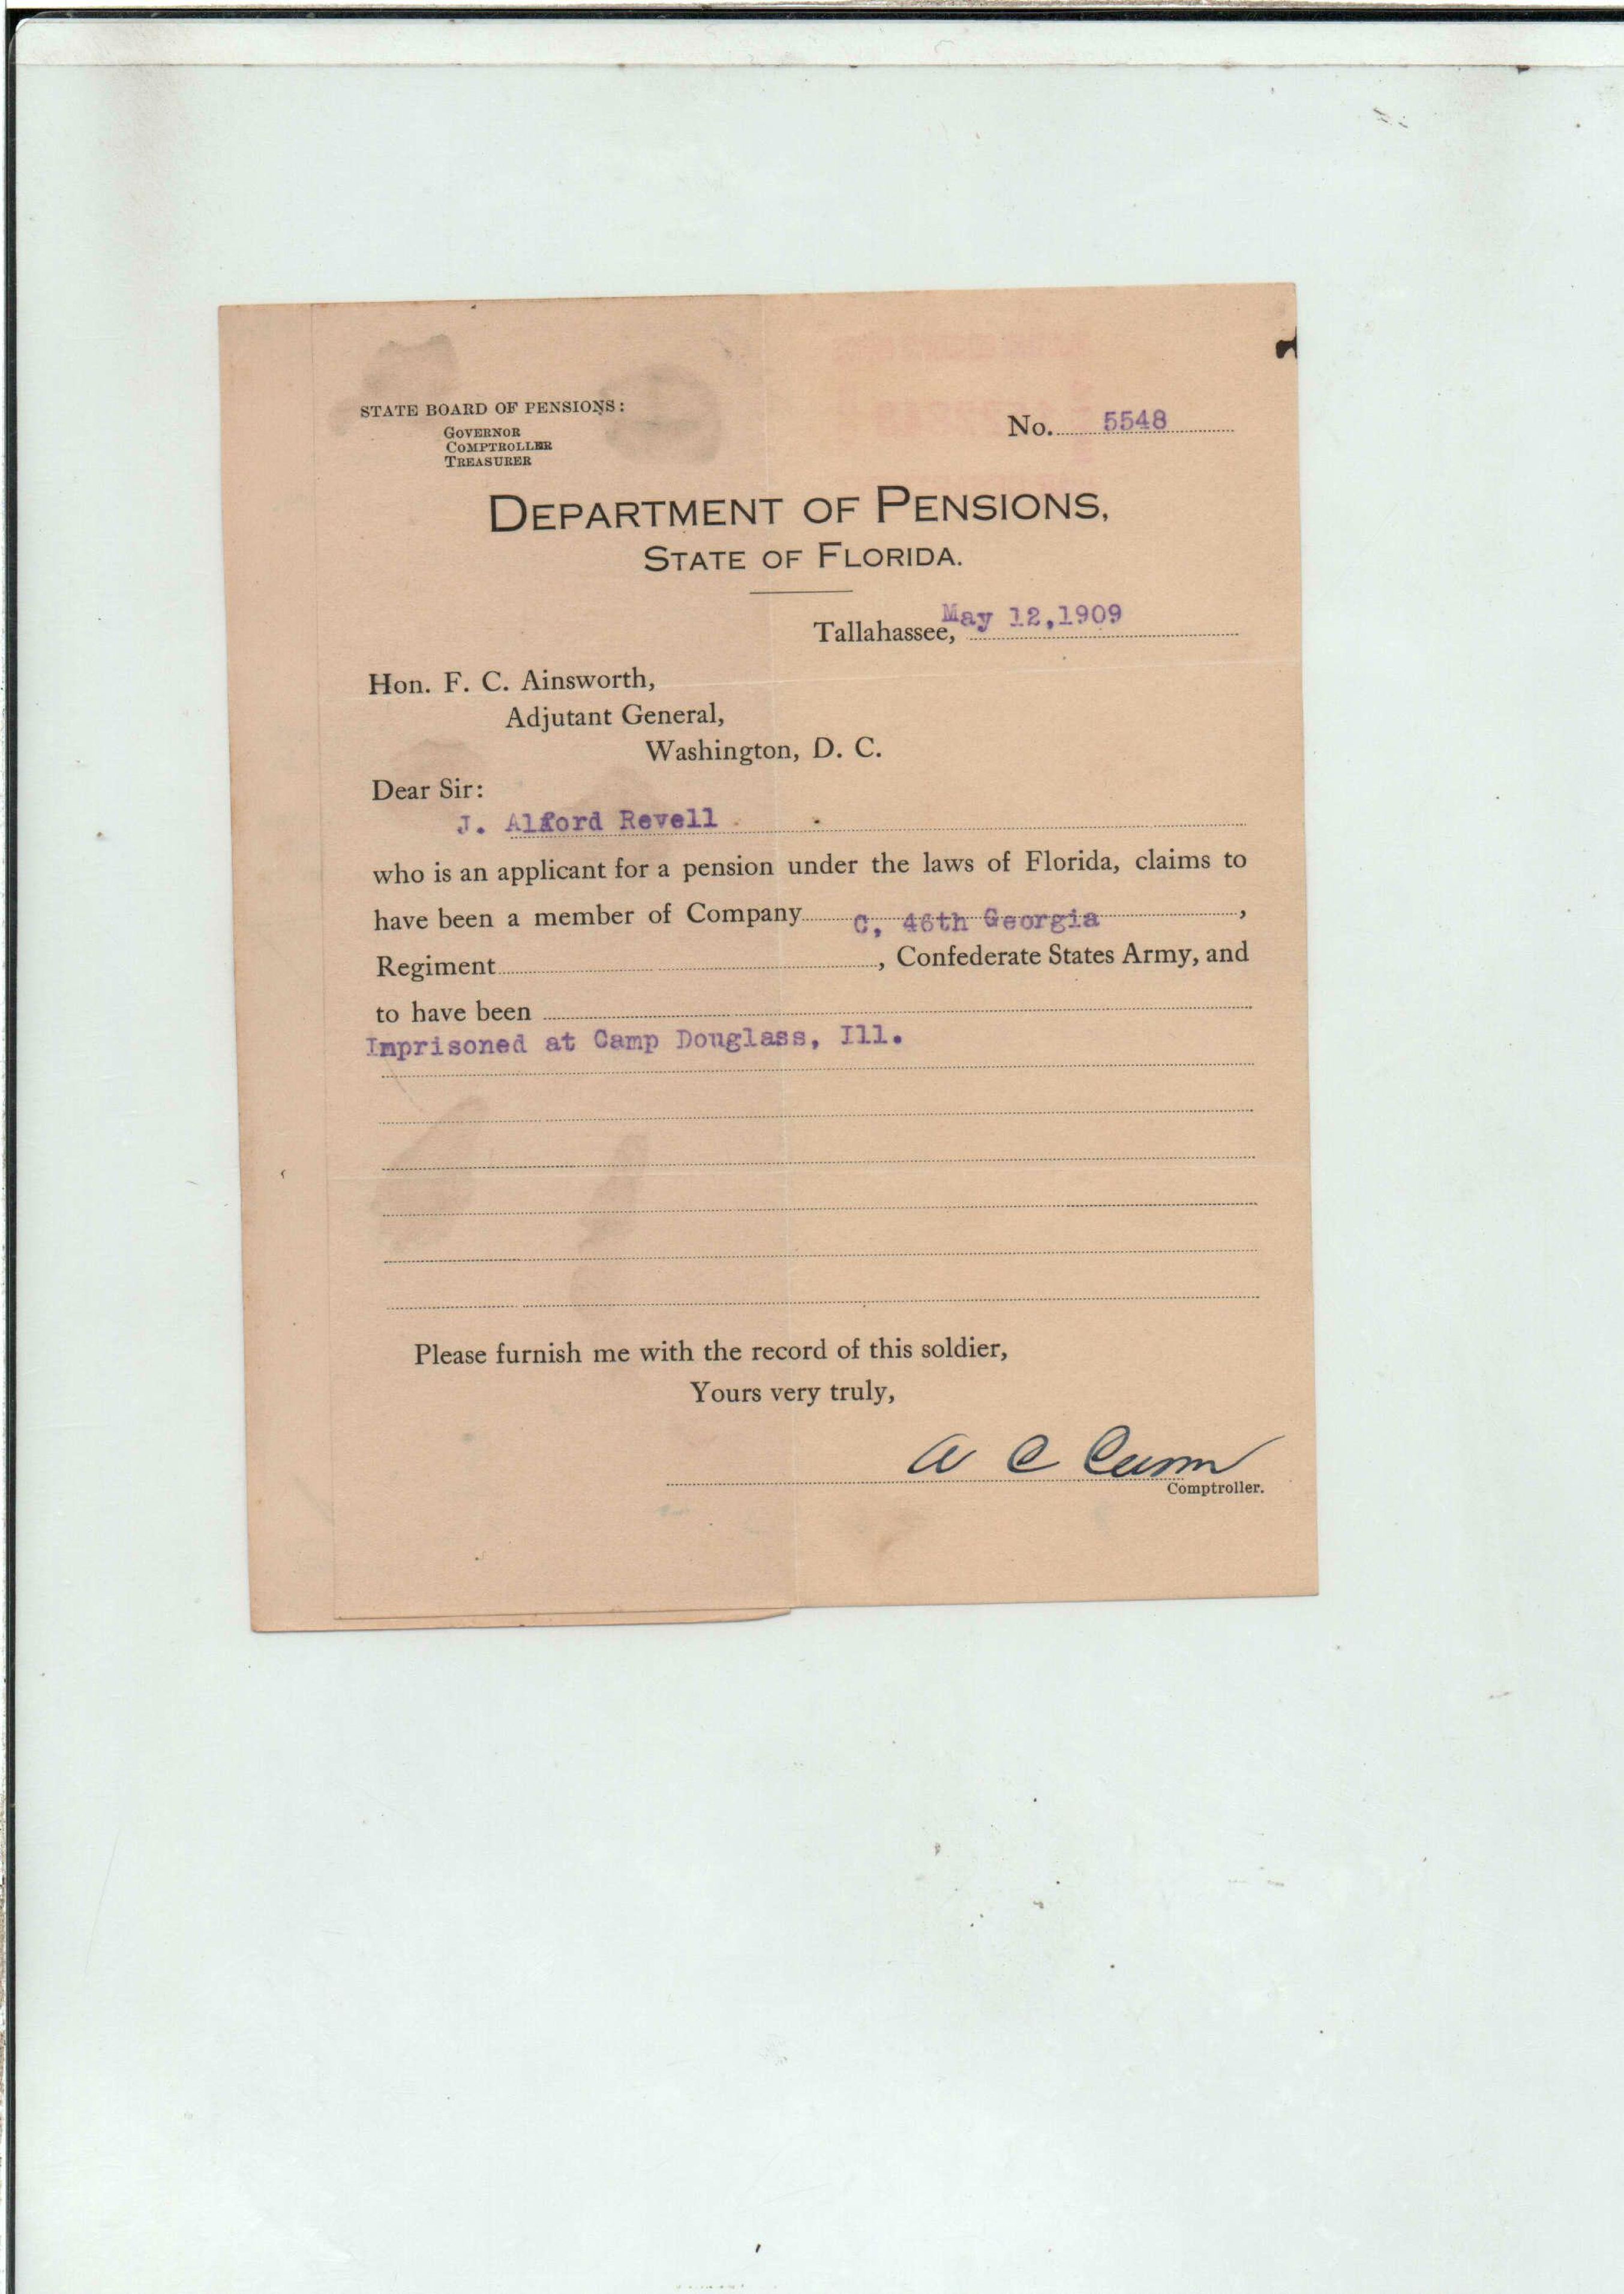 STATE BOARD OF PENSIONS:
GOVERNOR
COMPTROLLER
TREASURER
No. 5548
DEPARTMENT OF PENSIONS,
STATE OF FLORIDA.
Tallahassee, May 12,1909
Hon. F. C. Ainsworth,
Adjutant General,
Washington, D. C.
Dear Sir:
J. Alford Revell
who is an applicant for a pension under the laws of Florida, claims to
have been a member of Company C, 46th Georgia,
Regiment, Confederate States Army, and
to have been
Imprisoned at Camp Douglass, Ill.
Please furnish me with the record of this soldier,
Yours very truly,
A C Croom
Comptroller.